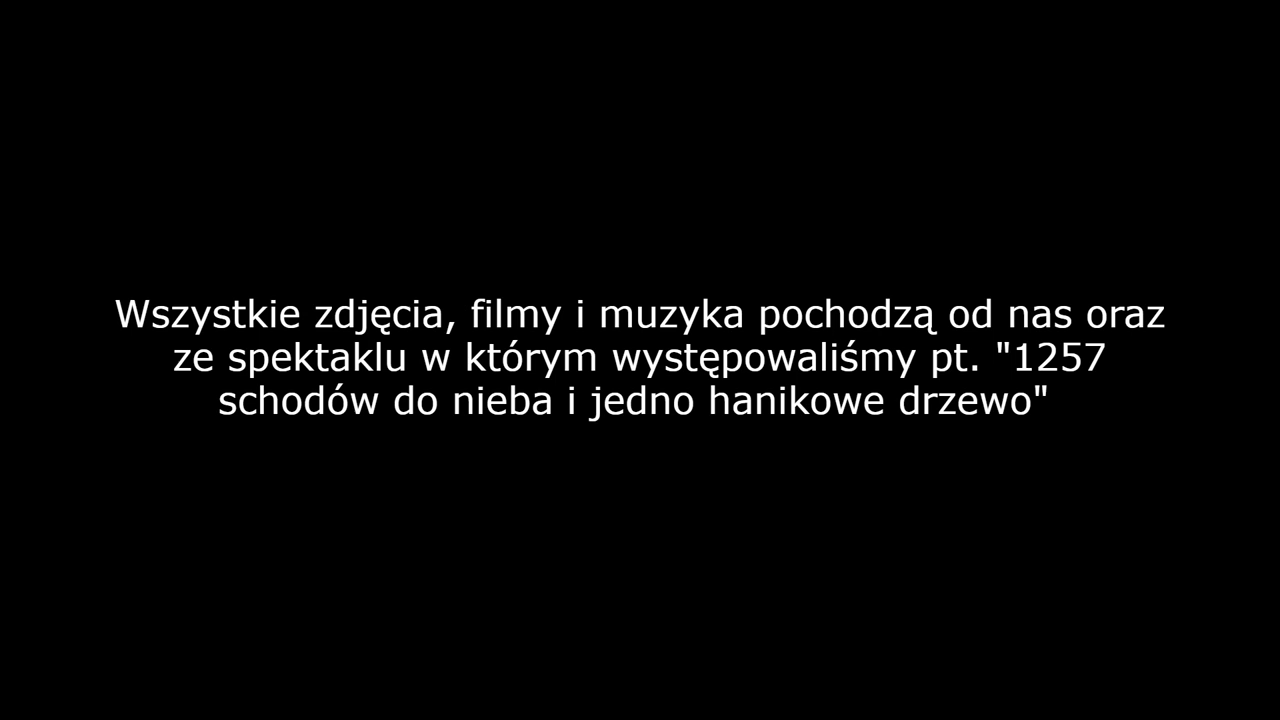 Wszystkie zdjęcia, filmy i muzyka pochodzą od nas oraz
ze spektaklu w którym występowaliśmy pt. "1257
schodów do nieba i jedno hanikowe drzewo"